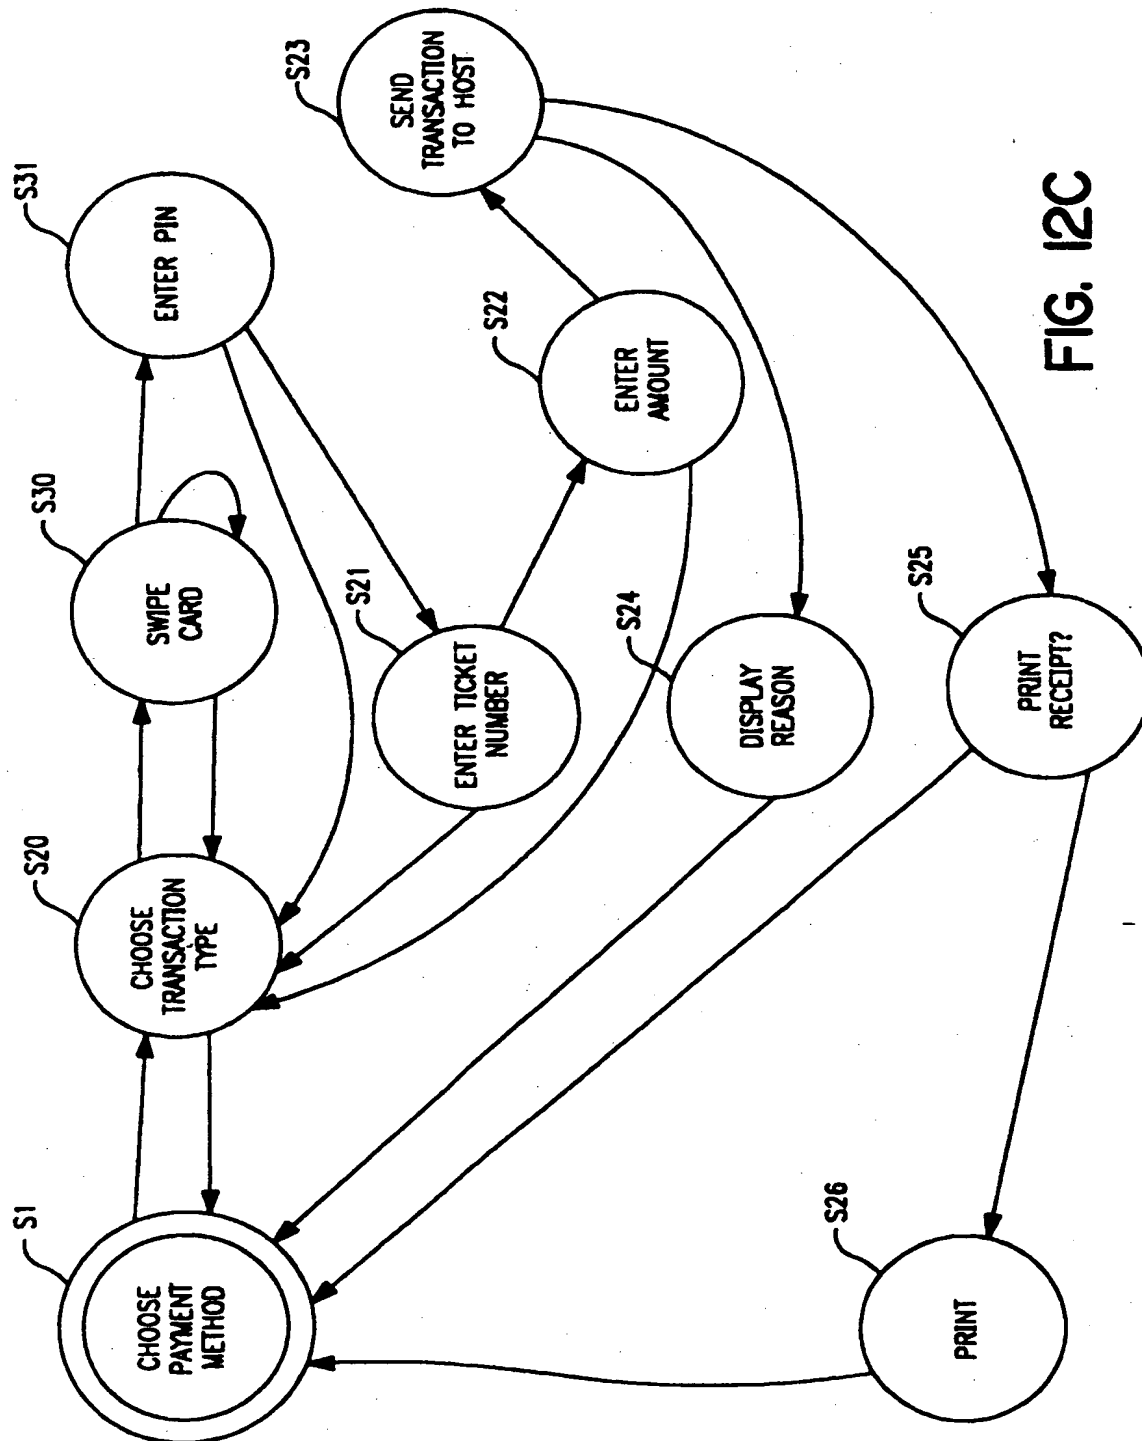 S1
CHOOSE
PAYMENT
METHOD
S20
CHOOSE
TRANSACTION
TYPE
S30
SWIPE
CARD
S31
ENTER PIN
S21
ENTER TICKET
NUMBER
S22
ENTER
AMOUNT
S23
SEND
TRANSACTION
TO HOST
S24
DISPLAY
REASON
S25
PRINT
RECEIPT?
S26
PRINT
FIG. 12C